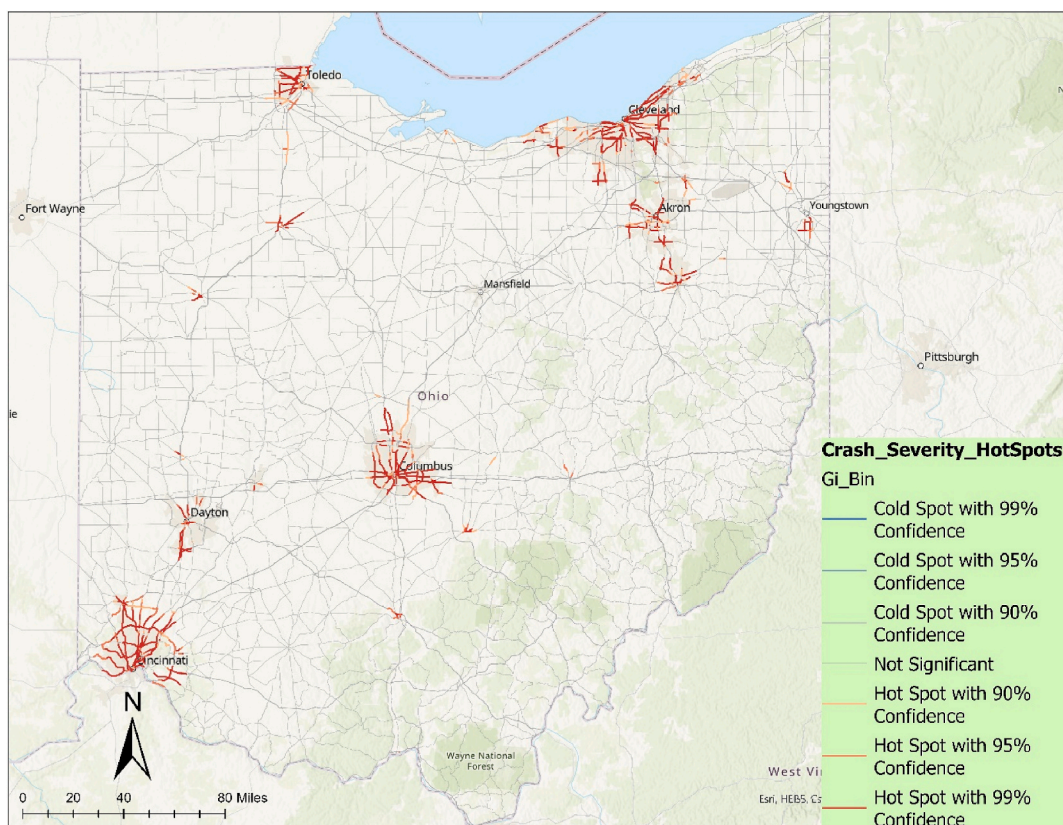 Toledo
Cleveland
Fort Wayne
Akron
Youngstown
Mansfield
Pittsburgh
Ohio
ie
Columbus
Dayton
incinnati
N
Wayne National
Forest
West Vir
Esri, HERE,
0 20 40 80 Miles
Crash_Severity_HotSpots
Gi_Bin
Cold Spot with 99%
Confidence
Cold Spot with 95%
Confidence
Cold Spot with 90%
Confidence
Not Significant
Hot Spot with 90%
Confidence
Hot Spot with 95%
Confidence
Hot Spot with 99%
Confidence